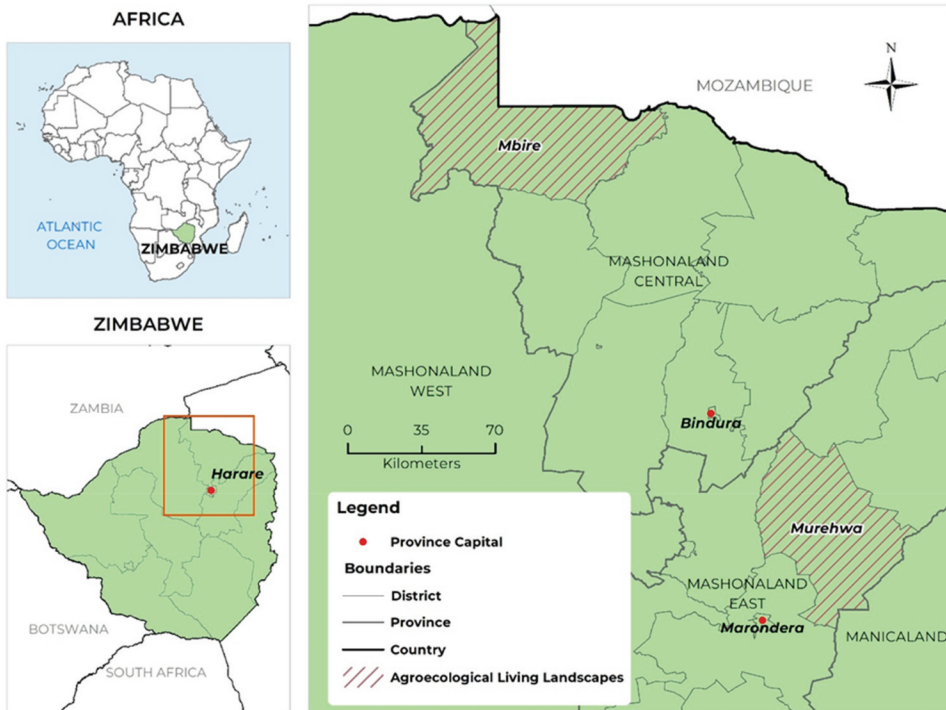 AFRICA
ATLANTIC
OCEAN
ZIMBABWE
ZIMBABWE
ZAMBIA
Harare
BOTSWANA
SOUTH AFRICA
N
MOZAMBIQUE
Mbire
MASHONALAND
CENTRAL
MASHONALAND
WEST
0 35 70
Kilometers
Bindura
Murehwa
MASHONALAND
EAST
Marondera
MANICALAND
Legend
Province Capital
Boundaries
District
Province
Country
Agroecological Living Landscapes